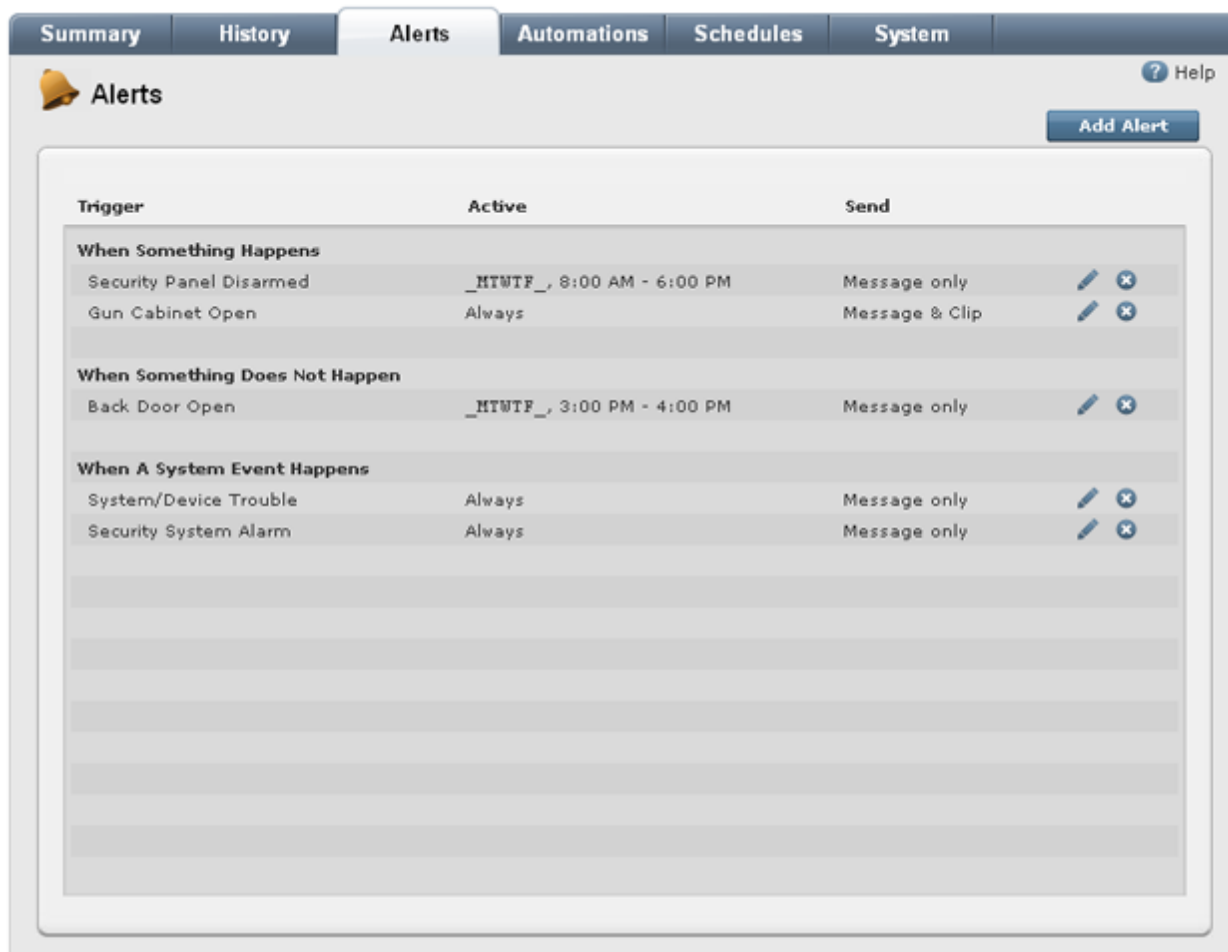 Summary History Alerts Automations Schedules System
? Help
Alerts
Add Alert
Trigger Active Send
When Something Happens
Security Panel Disarmed _MTWTF_, 8:00 AM - 6:00 PM Message only
Gun Cabinet Open Always Message & Clip
When Something Does Not Happen
Back Door Open _MTWTF_, 3:00 PM - 4:00 PM Message only
When A System Event Happens
System/Device Trouble Always Message only
Security System Alarm Always Message only